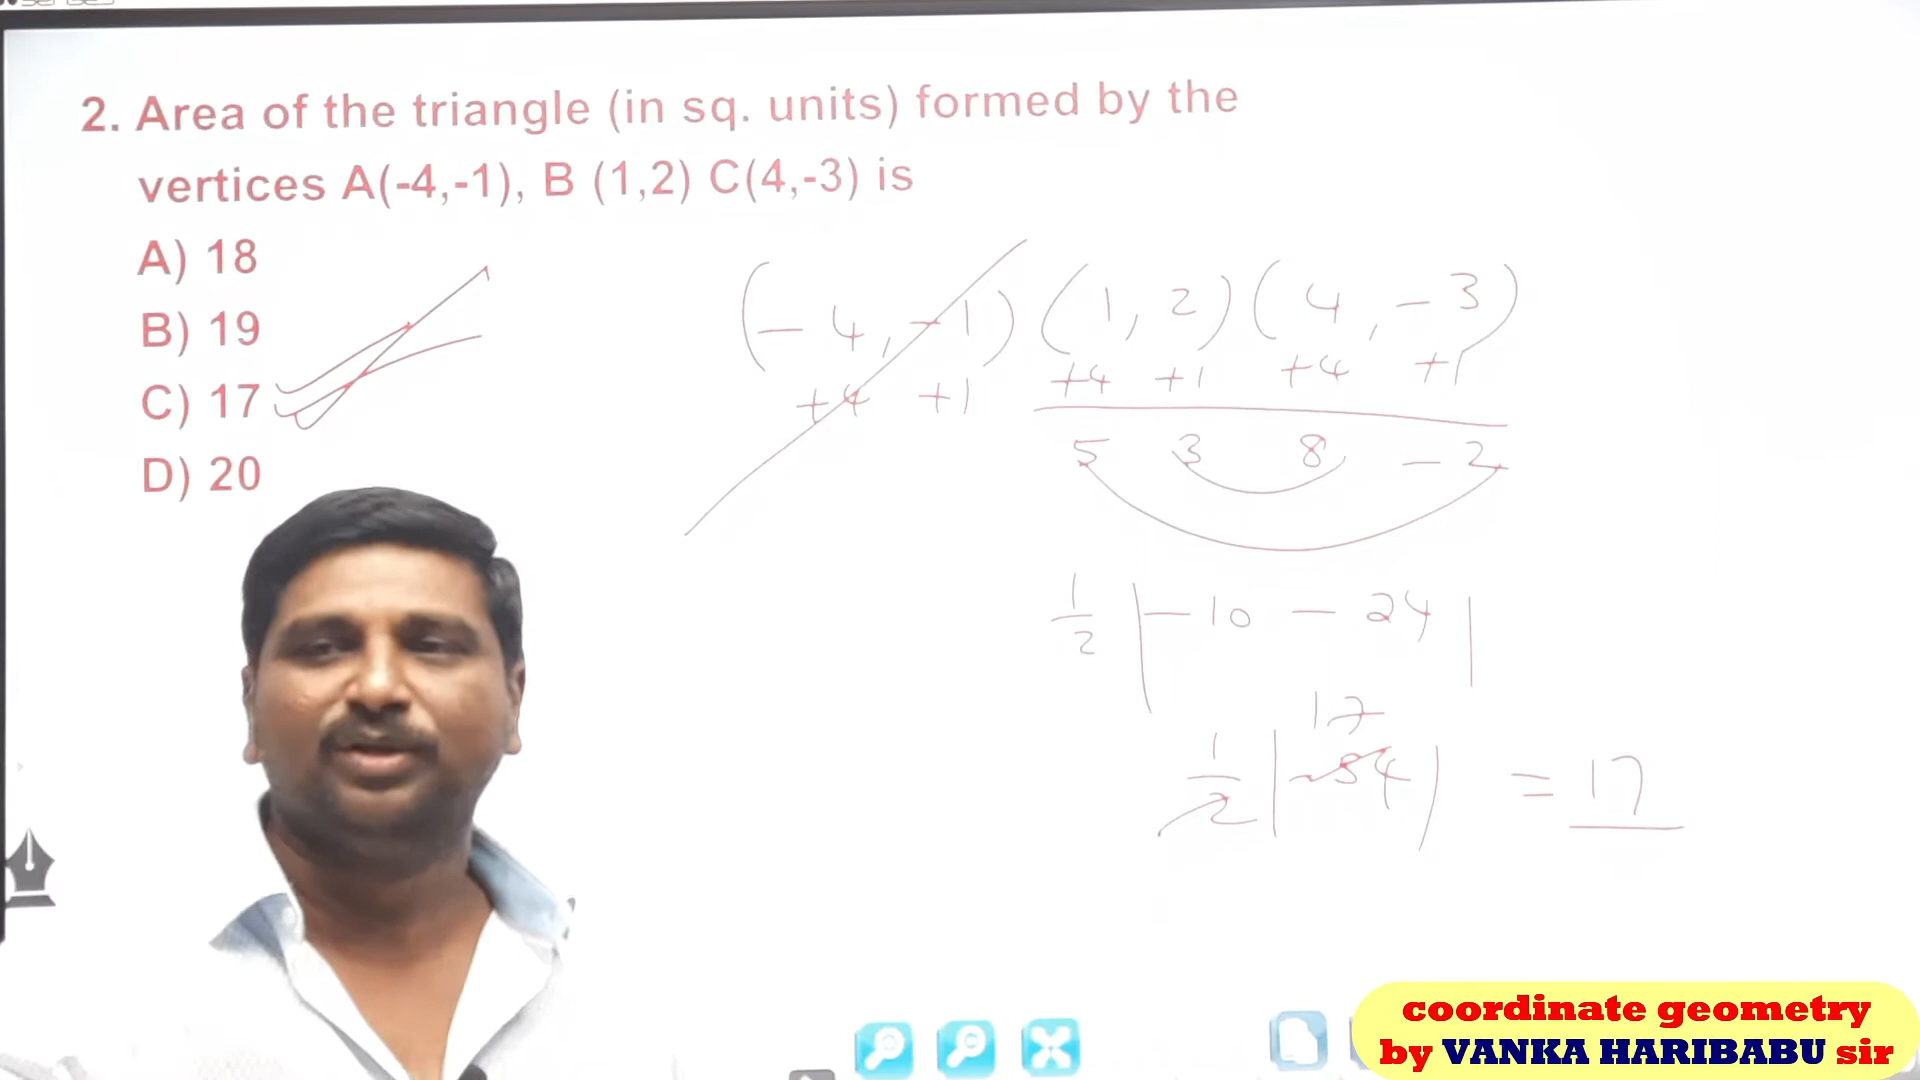 2. Area of the triangle (in sq. units) formed by the
vertices A(-4,-1), B (1,2) C(4,-3) is
A) 18
B) 19
C) 17
D) 20
(-4, -1) (1, 2) (4, -3)
+4 +1 +4 +1 +4 +1
5 3 8 -2
1/2 |-10 - 24|
17
1/2 |-34| = 17
coordinate geometry
by VANKA HARIBABU sir